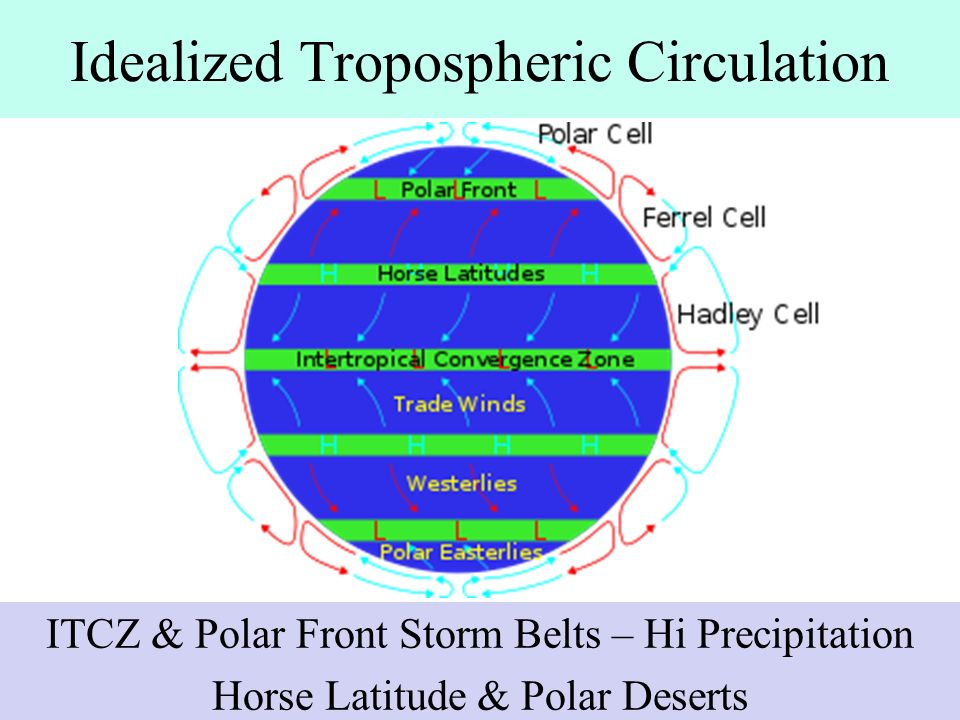 Idealized Tropospheric Circulation
Polar Cell
L L L
Polar Front
Ferrel Cell
H H H H
Horse Latitudes
Hadley Cell
L L L L
Intertropical Convergence Zone
Trade Winds
H H H H
Westerlies
L L L
Polar Easterlies
ITCZ & Polar Front Storm Belts – Hi Precipitation
Horse Latitude & Polar Deserts